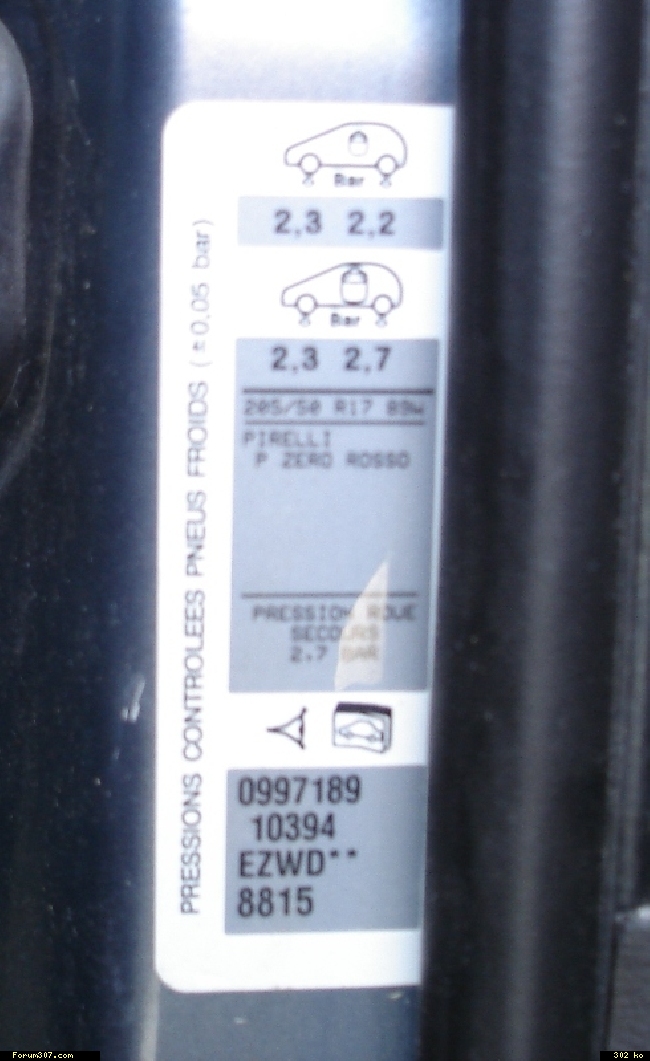 Bar
2,3 2,2
Bar
2,3 2,7
205/50 R17 89W
PIRELLI
P ZERO ROSSO
PRESSION ROUE
SECOURS
2.7 BAR
PRESSIONS CONTROLEES PNEUS FROIDS (±0,05 bar)
0997189
10394
EZWD**
8815
Forum307.com
302 ko